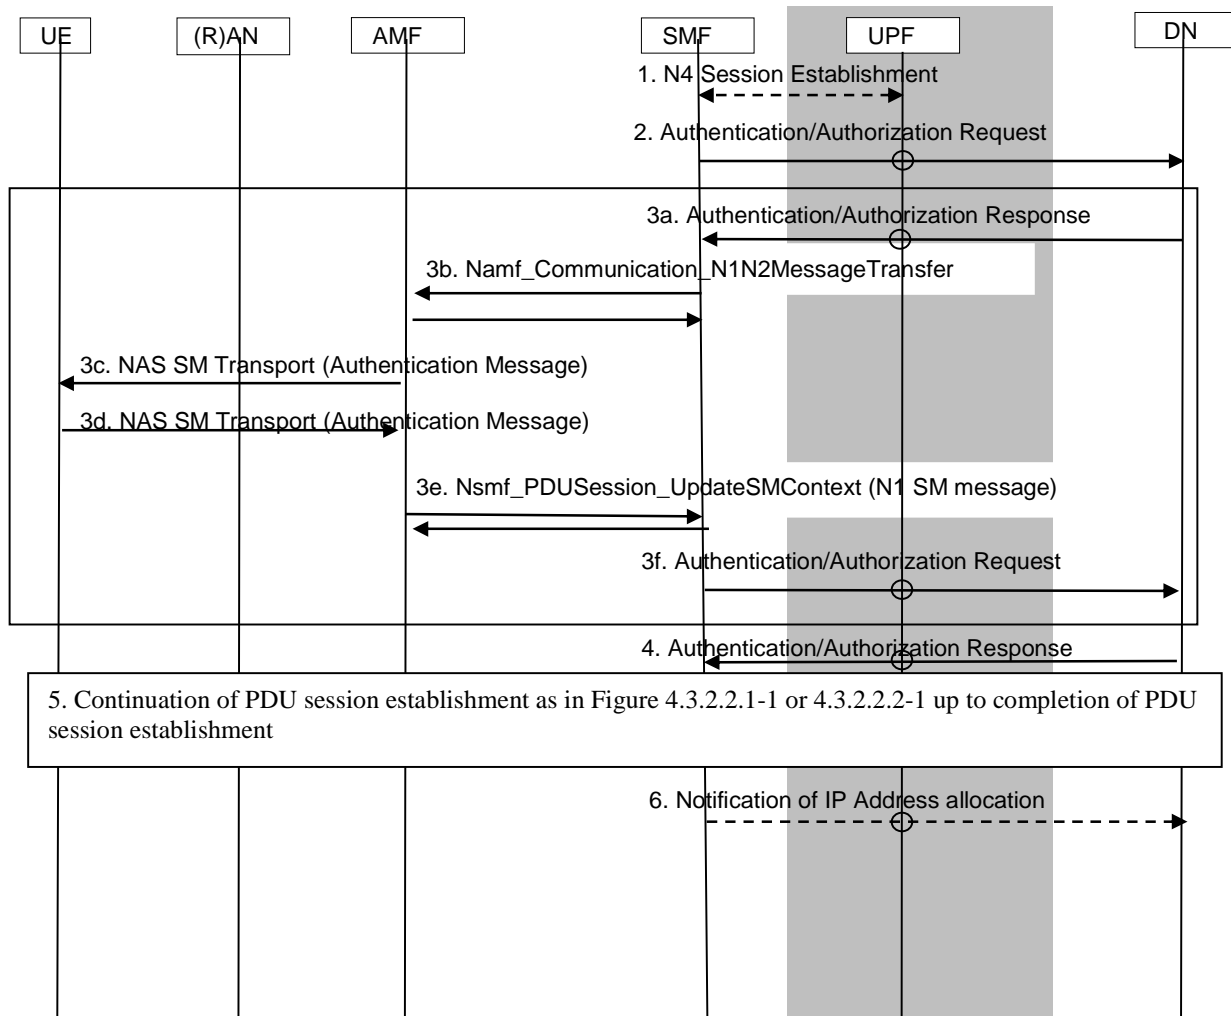 UE
(R)AN
AMF
SMF
UPF
DN
1. N4 Session Establishment
2. Authentication/Authorization Request
3a. Authentication/Authorization Response
3b. Namf_Communication_N1N2MessageTransfer
3c. NAS SM Transport (Authentication Message)
3d. NAS SM Transport (Authentication Message)
3e. Nsmf_PDUSession_UpdateSMContext (N1 SM message)
3f. Authentication/Authorization Request
4. Authentication/Authorization Response
5. Continuation of PDU session establishment as in Figure 4.3.2.2.1-1 or 4.3.2.2.2-1 up to completion of PDU
session establishment
6. Notification of IP Address allocation